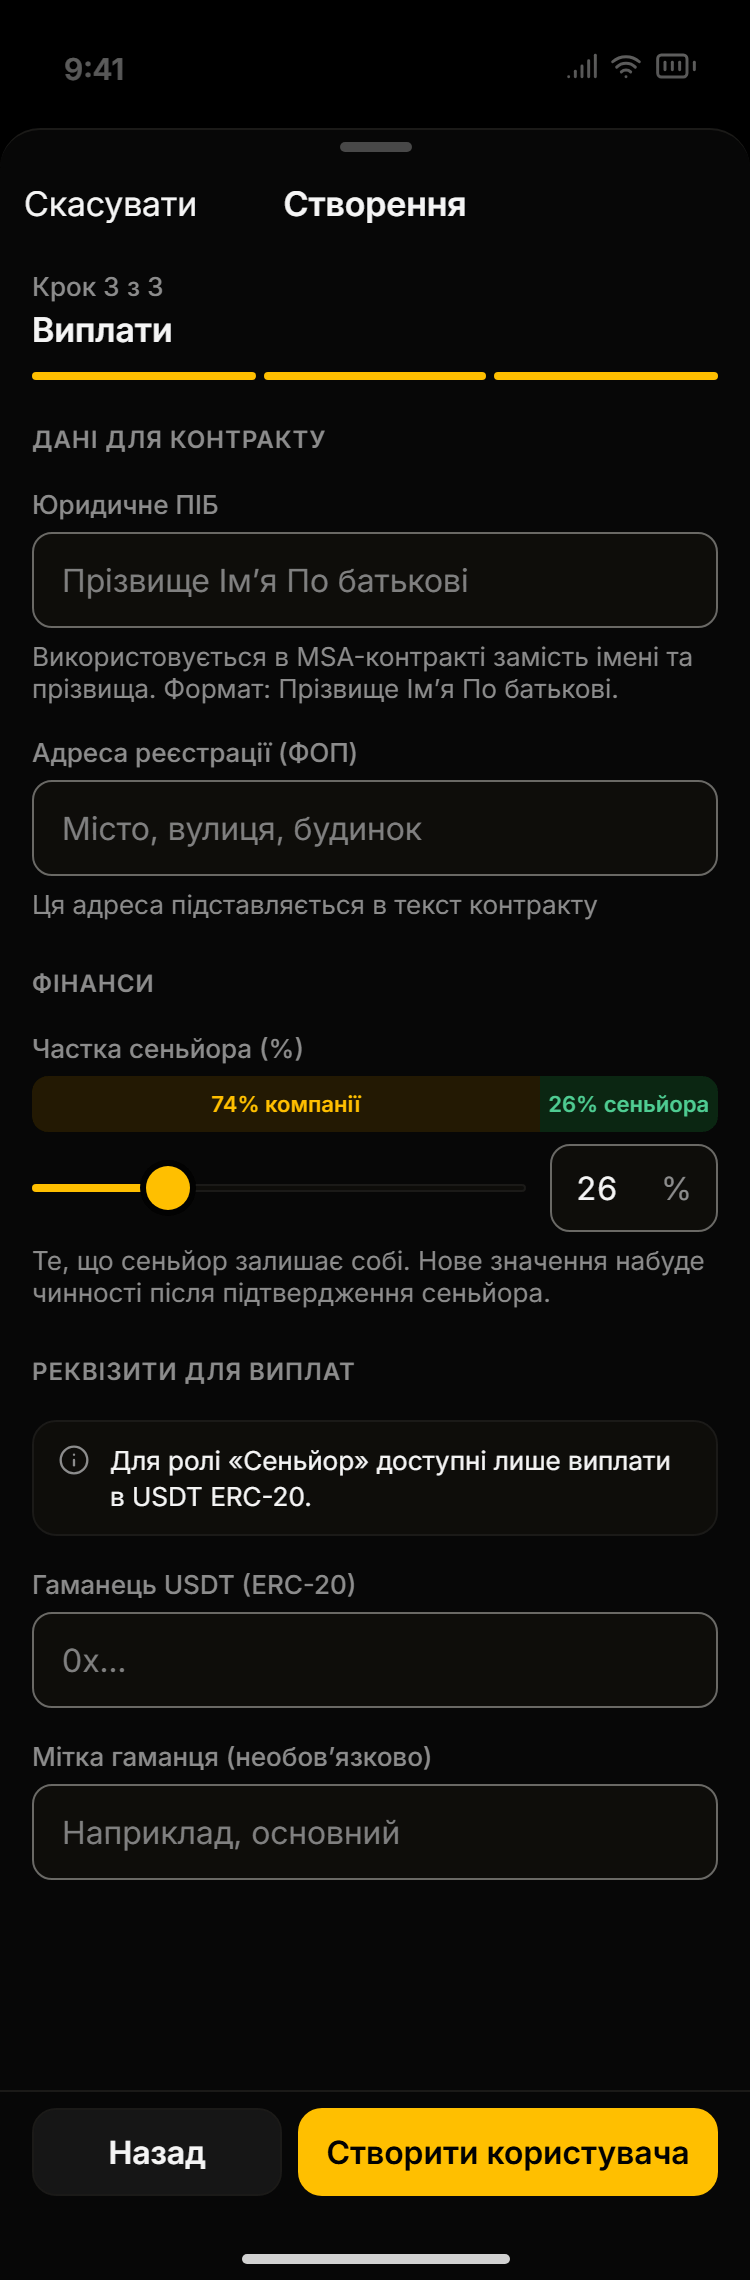 9:41
Скасувати
Створення
Крок 3 з 3
Виплати
ДАНІ ДЛЯ КОНТРАКТУ
Юридичне ПІБ
Прізвище Ім’я По батькові
Використовується в MSA-контракті замість імені та
прізвища. Формат: Прізвище Ім’я По батькові.
Адреса реєстрації (ФОП)
Місто, вулиця, будинок
Ця адреса підставляється в текст контракту
ФІНАНСИ
Частка сеньйора (%)
74% компанії
26% сеньйора
26 %
Те, що сеньйор залишає собі. Нове значення набуде
чинності після підтвердження сеньйора.
РЕКВІЗИТИ ДЛЯ ВИПЛАТ
Для ролі «Сеньйор» доступні лише виплати
в USDT ERC-20.
Гаманець USDT (ERC-20)
0x...
Мітка гаманця (необов’язково)
Наприклад, основний
Назад
Створити користувача